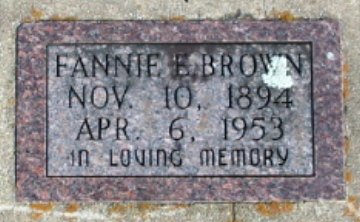 FANNIE E. BROWN
NOV. 10, 1894
APR. 6, 1953
IN LOVING MEMORY